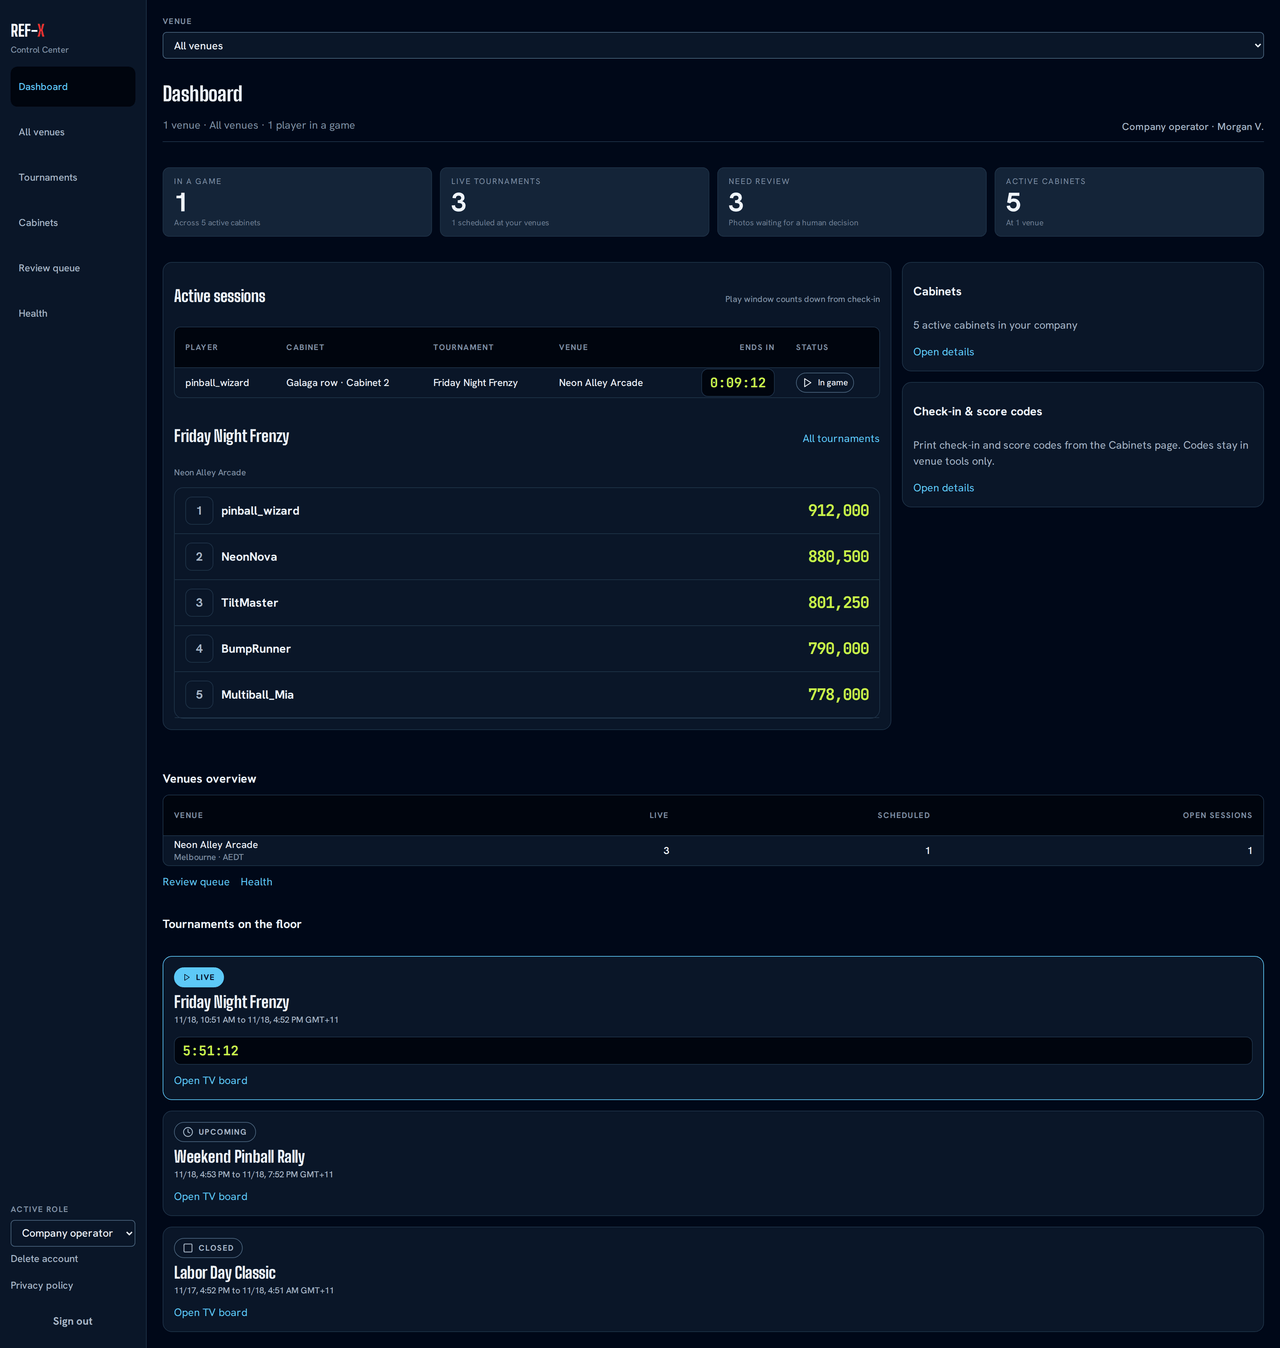 REF-X
Control Center
Dashboard
All venues
Tournaments
Cabinets
Review queue
Health
ACTIVE ROLE
Company operator
Delete account
Privacy policy
Sign out
VENUE
All venues
Dashboard
1 venue · All venues · 1 player in a game
Company operator · Morgan V.
IN A GAME
1
Across 5 active cabinets
LIVE TOURNAMENTS
3
1 scheduled at your venues
NEED REVIEW
3
Photos waiting for a human decision
ACTIVE CABINETS
5
At 1 venue
Active sessions
Play window counts down from check-in
PLAYER CABINET TOURNAMENT VENUE ENDS IN STATUS
pinball_wizard Galaga row · Cabinet 2 Friday Night Frenzy Neon Alley Arcade 0:09:12 In game
Friday Night Frenzy
All tournaments
Neon Alley Arcade
1 pinball_wizard 912,000
2 NeonNova 880,500
3 TiltMaster 801,250
4 BumpRunner 790,000
5 Multiball_Mia 778,000
Cabinets
5 active cabinets in your company
Open details
Check-in & score codes
Print check-in and score codes from the Cabinets page. Codes stay in
venue tools only.
Open details
Venues overview
VENUE LIVE SCHEDULED OPEN SESSIONS
Neon Alley Arcade 3 1 1
Melbourne · AEDT
Review queue Health
Tournaments on the floor
LIVE
Friday Night Frenzy
11/18, 10:51 AM to 11/18, 4:52 PM GMT+11
5:51:12
Open TV board
UPCOMING
Weekend Pinball Rally
11/18, 4:53 PM to 11/18, 7:52 PM GMT+11
Open TV board
CLOSED
Labor Day Classic
11/17, 4:52 PM to 11/18, 4:51 AM GMT+11
Open TV board